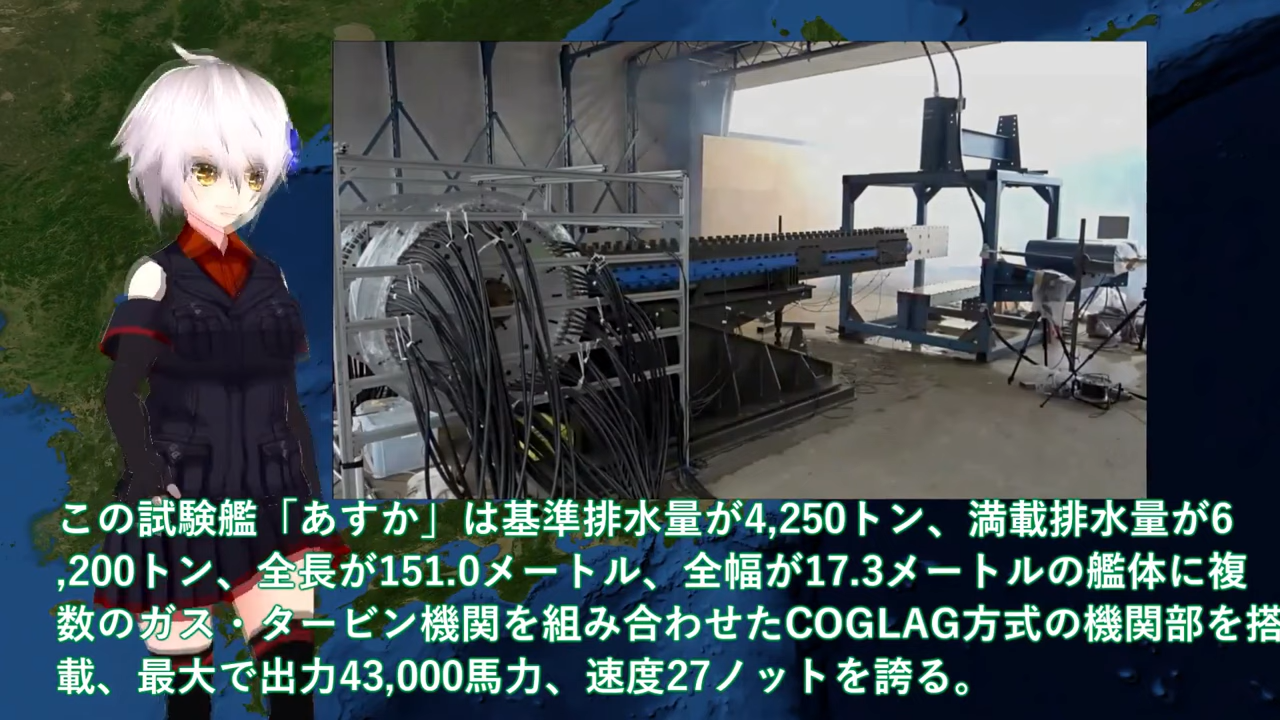 この試験艦「あすか」は基準排水量が4,250トン、満載排水量が6
,200トン、全長が151.0メートル、全幅が17.3メートルの艦体に複
数のガス・タービン機関を組み合わせたCOGLAG方式の機関部を搭
載、最大で出力43,000馬力、速度27ノットを誇る。